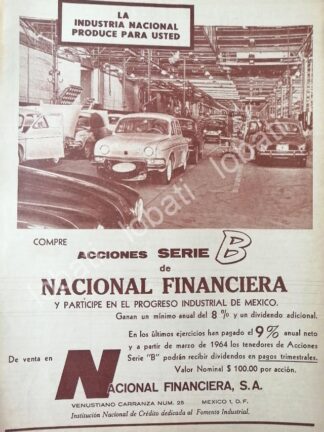 LA
INDUSTRIA NACIONAL
PRODUCE PARA USTED
COMPRE
ACCIONES SERIE B
de
NACIONAL FINANCIERA
Y PARTICIPE EN EL PROGRESO INDUSTRIAL DE MEXICO.
Ganan un mínimo anual del 8 % y un dividendo adicional.
En los últimos ejercicios han pagado el 9% anual neto
y a partir de marzo de 1964 los tenedores de Acciones
Serie "B" podrán recibir dividendos en pagos trimestrales.
De venta en
Valor Nominal $ 100.00 por acción.
NACIONAL FINANCIERA, S.A.
VENUSTIANO CARRANZA NUM. 25 MEXICO 1, D.F.
Institución Nacional de Crédito dedicada al Fomento Industrial.
lobati lobati lobati